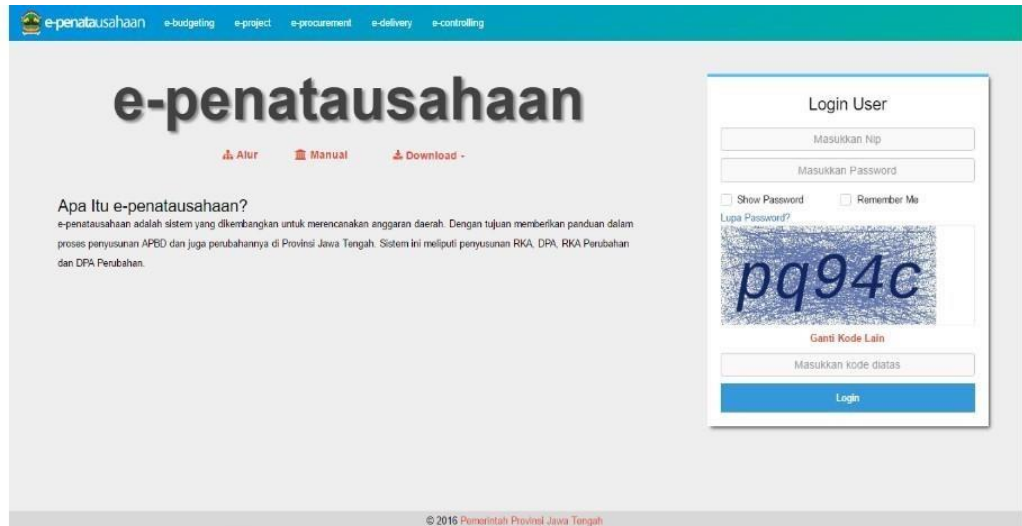 e-penatausahaan e-budgeting e-project e-procurement e-delivery e-controlling
e-penatausahaan
Alur Manual Download -
Apa Itu e-penatausahaan?
e-penatausahaan adalah sistem yang dikembangkan untuk merencanakan anggaran daerah. Dengan tujuan memberikan panduan dalam
proses penyusunan APBD dan juga perubahannya di Provinsi Jawa Tengah. Sistem ini meliputi penyusunan RKA, DPA, RKA Perubahan
dan DPA Perubahan.
Login User
Masukkan Nip
Masukkan Password
Show Password Remember Me
Lupa Password?
pq94c
Ganti Kode Lain
Masukkan kode diatas
Login
© 2016 Pemerintah Provinsi Jawa Tengah